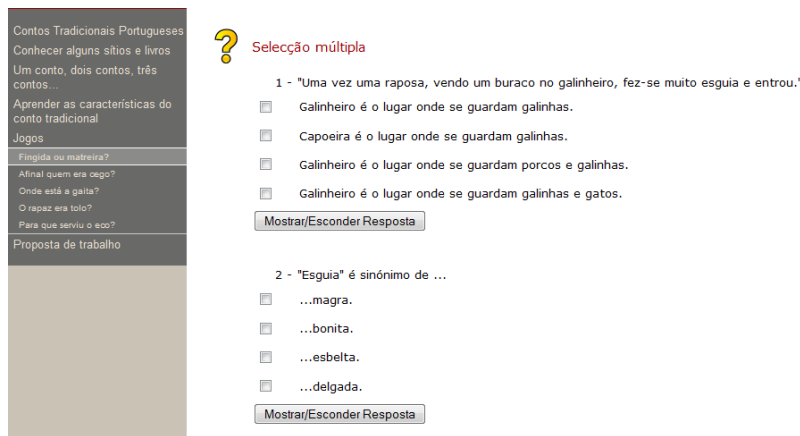 Contos Tradicionais Portugueses
Conhecer alguns sítios e livros
Um conto, dois contos, três
contos...
Aprender as características do
conto tradicional
Jogos
Fingida ou matreira?
Afinal quem era cego?
Onde está a gaita?
O rapaz era tolo?
Para que serviu o eco?
Proposta de trabalho
?
Selecção múltipla
1 - "Uma vez uma raposa, vendo um buraco no galinheiro, fez-se muito esguia e entrou."
Galinheiro é o lugar onde se guardam galinhas.
Capoeira é o lugar onde se guardam galinhas.
Galinheiro é o lugar onde se guardam porcos e galinhas.
Galinheiro é o lugar onde se guardam galinhas e gatos.
Mostrar/Esconder Resposta
2 - "Esguia" é sinónimo de ...
...magra.
...bonita.
...esbelta.
...delgada.
Mostrar/Esconder Resposta